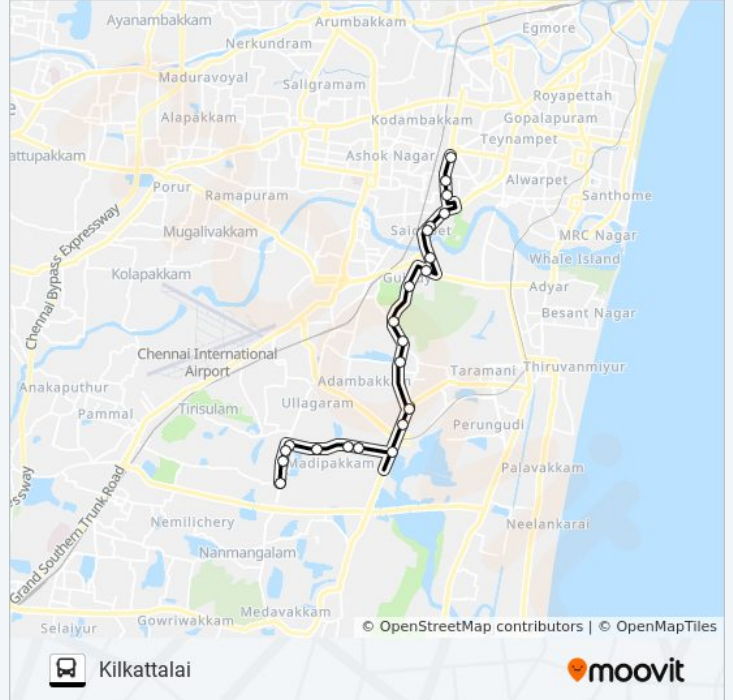 Ayanambakkam
Arumbakkam
Egmore
Nerkundram
Maduravoyal
Saligramam
Royapettah
Alapakkam
Kodambakkam
Gopalapuram
Teynampet
attupakkam
Ashok Nagar
Porur
Ramapuram
Alwarpet
Santhome
Mugalivakkam
MRC Nagar
Whale Island
Kolapakkam
Chennai Bypass Expressway
Adyar
Besant Nagar
Chennai International
Airport
Anakaputhur
Adambakk
Taramani
Thiruvanmiyur
Pammal
Tirisulam
Ullagaram
Perungudi
Madipakkam
Palavakkam
Nemilichery
Neelankarai
Grand Southern Trunk Road
Nanmangalam
Medavakkam
Gowriwakkam
Selaiyur
© OpenStreetMap contributors | © OpenMapTiles
Kilkattalai
moovit